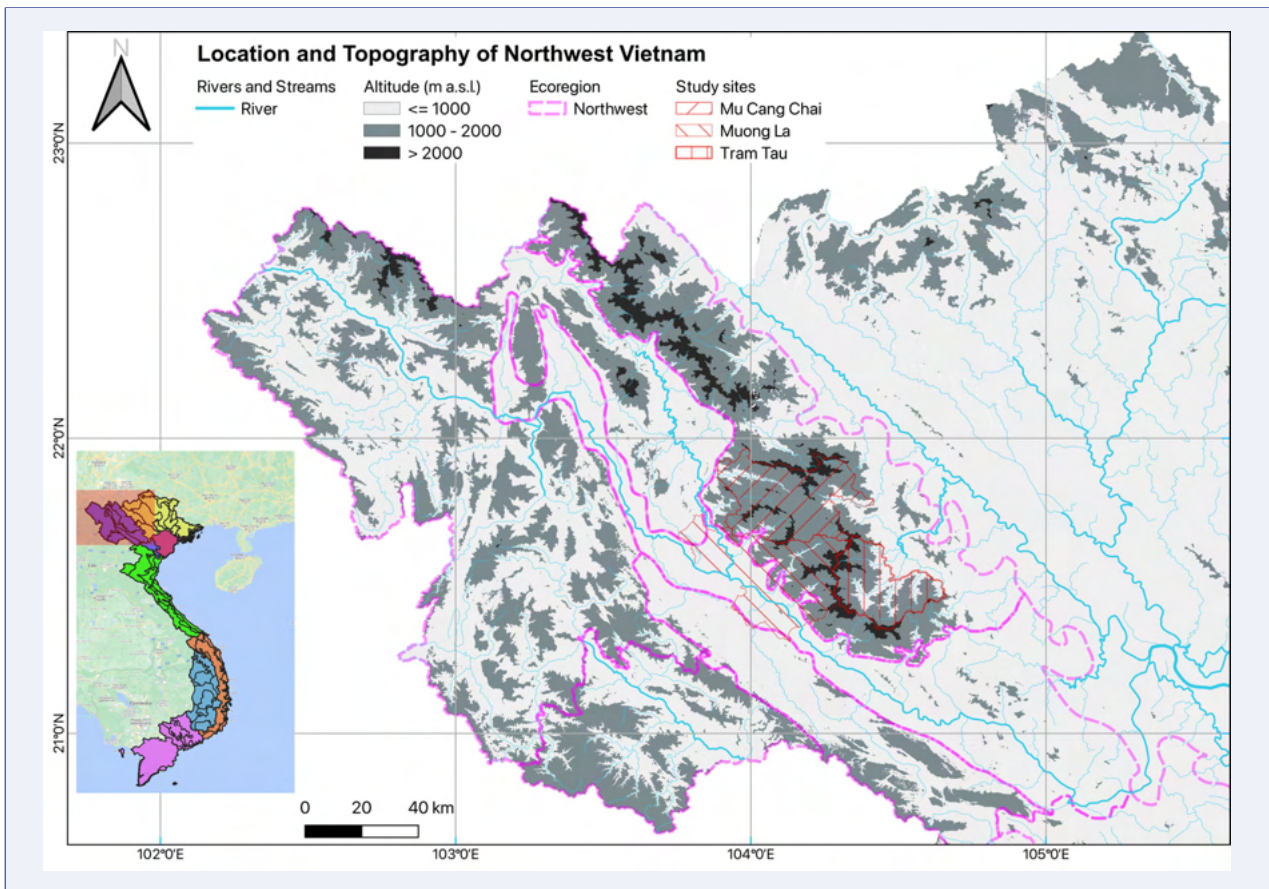 N
Location and Topography of Northwest Vietnam
Rivers and Streams
River
Altitude (m a.s.l.)
<= 1000
1000 - 2000
> 2000
Ecoregion
Northwest
Study sites
Mu Cang Chai
Muong La
Tram Tau
23°0'N
22°0'N
21°0'N
0 20 40 km
102°0'E 103°0'E 104°0'E 105°0'E